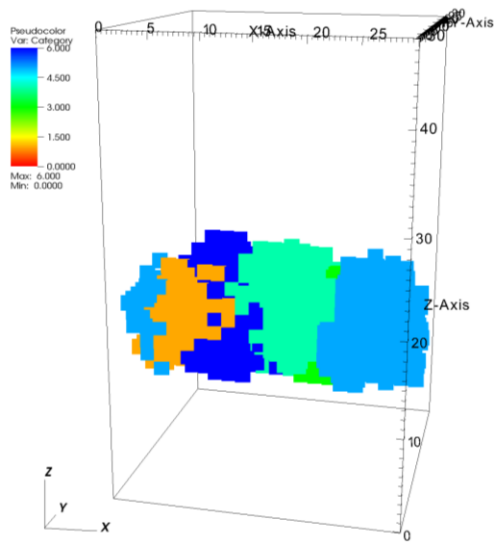 Pseudocolor
Var: Category
6.000
4.500
3.000
1.500
0.0000
Max: 6.000
Min: 0.0000
0
5
10
X-Axis
20
25
Y-Axis
40
30
Z-Axis
20
10
0
Z
Y
X